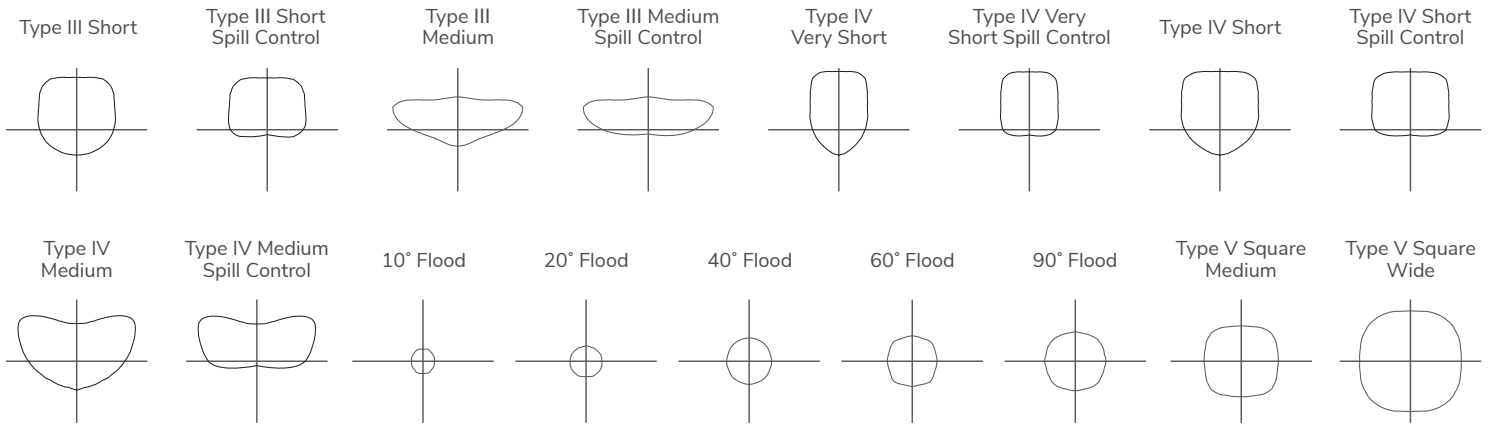 Type III Short
Type III Short
Spill Control
Type III
Medium
Type III Medium
Spill Control
Type IV
Very Short
Type IV Very
Short Spill Control
Type IV Short
Type IV Short
Spill Control
Type IV
Medium
Type IV Medium
Spill Control
10˚ Flood
20˚ Flood
40˚ Flood
60˚ Flood
90˚ Flood
Type V Square
Medium
Type V Square
Wide